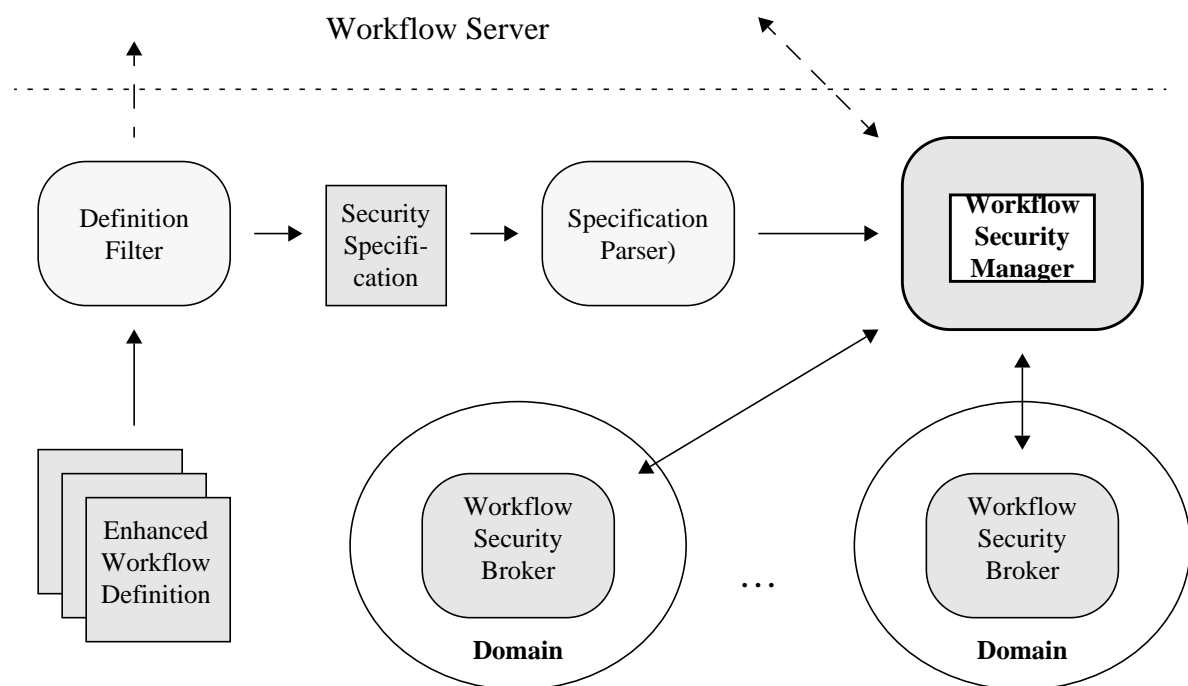 Workflow Server
Definition
Filter
Security
Specifi-
cation
Specification
Parser)
Workflow
Security
Manager
Enhanced
Workflow
Definition
Workflow
Security
Broker
Domain
...
Workflow
Security
Broker
Domain